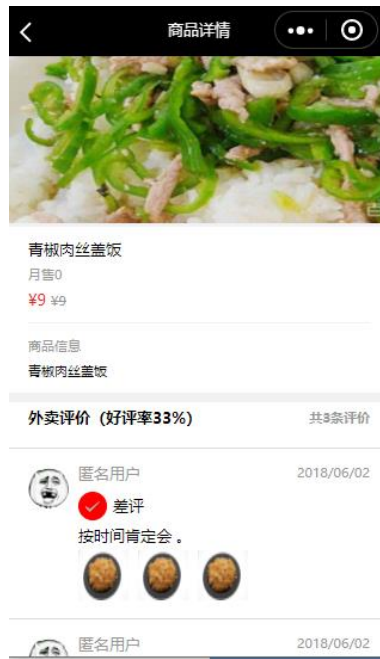 商品详情
青椒肉丝盖饭
月售0
¥9 ¥9
商品信息
青椒肉丝盖饭
外卖评价（好评率33%） 共3条评价
匿名用户 2018/06/02
差评
按时间肯定会 。
匿名用户 2018/06/02